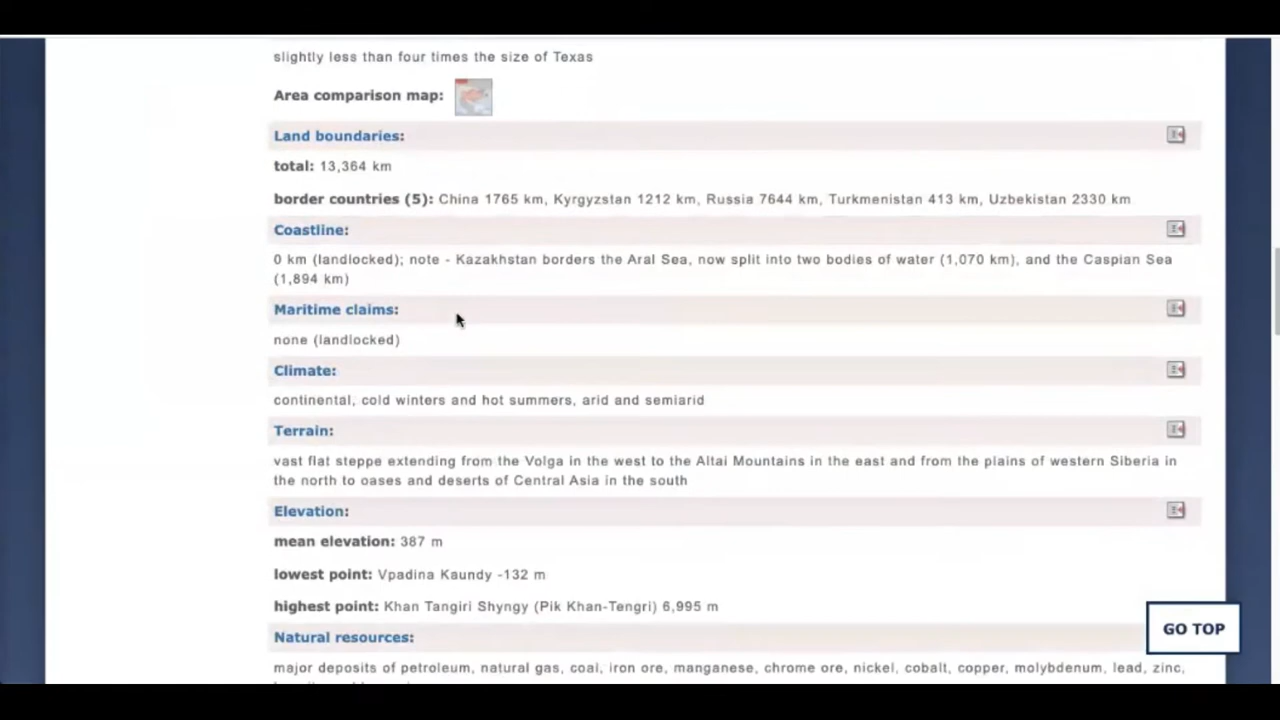 slightly less than four times the size of Texas
Area comparison map:
Land boundaries:
total: 13,364 km
border countries (5): China 1765 km, Kyrgyzstan 1212 km, Russia 7644 km, Turkmenistan 413 km, Uzbekistan 2330 km
Coastline:
0 km (landlocked); note - Kazakhstan borders the Aral Sea, now split into two bodies of water (1,070 km), and the Caspian Sea
(1,894 km)
Maritime claims:
none (landlocked)
Climate:
continental, cold winters and hot summers, arid and semiarid
Terrain:
vast flat steppe extending from the Volga in the west to the Altai Mountains in the east and from the plains of western Siberia in
the north to oases and deserts of Central Asia in the south
Elevation:
mean elevation: 387 m
lowest point: Vpadina Kaundy -132 m
highest point: Khan Tangiri Shyngy (Pik Khan-Tengri) 6,995 m
GO TOP
Natural resources:
major deposits of petroleum, natural gas, coal, iron ore, manganese, chrome ore, nickel, cobalt, copper, molybdenum, lead, zinc,